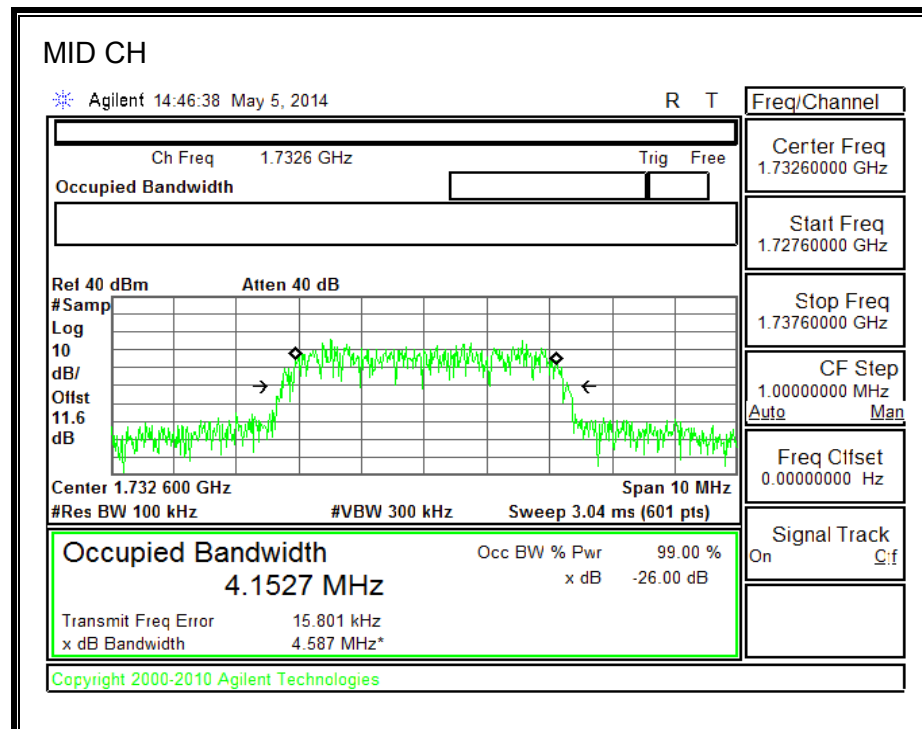 MID CH
Agilent 14:46:38 May 5, 2014 R T
Freq/Channel
Ch Freq 1.7326 GHz Trig Free
Occupied Bandwidth
Center Freq
1.73260000 GHz
Start Freq
1.72760000 GHz
Stop Freq
1.73760000 GHz
CF Step
1.00000000 MHz
Auto Man
Freq Offset
0.00000000 Hz
Signal Track
On Off
Ref 40 dBm Atten 40 dB
#Samp
Log
10
dB/
Offst
11.6
dB
Center 1.732 600 GHz Span 10 MHz
#Res BW 100 kHz #VBW 300 kHz Sweep 3.04 ms (601 pts)
Occupied Bandwidth Occ BW % Pwr 99.00 %
4.1527 MHz x dB -26.00 dB
Transmit Freq Error 15.801 kHz
x dB Bandwidth 4.587 MHz*
Copyright 2000-2010 Agilent Technologies